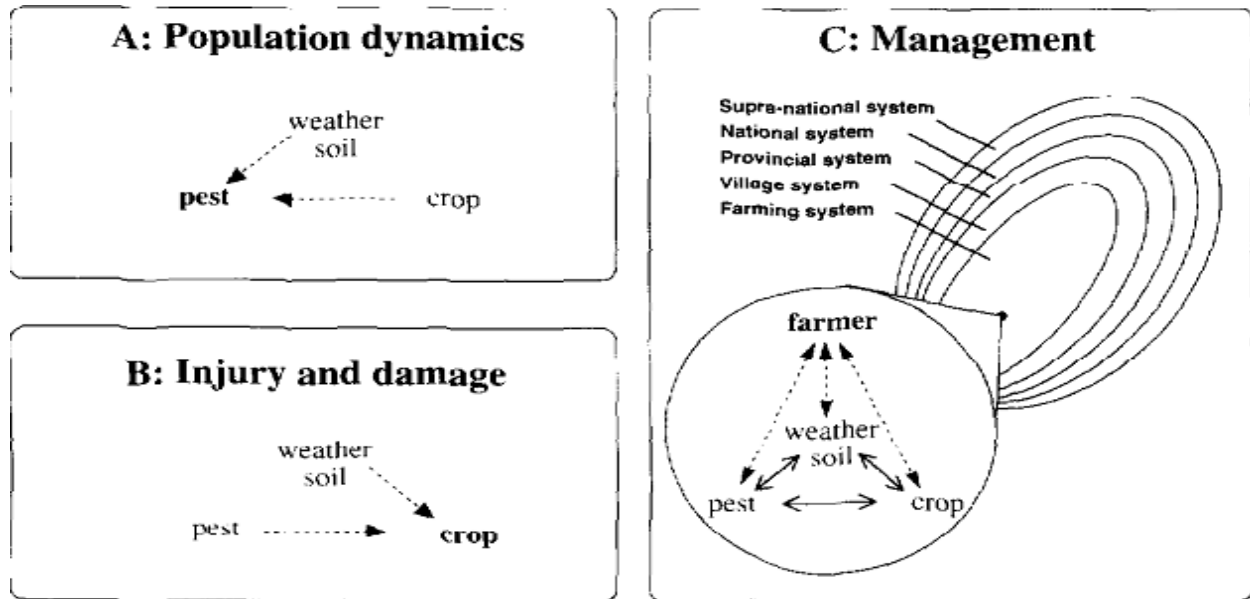 A: Population dynamics
weather
soil
pest
crop
B: Injury and damage
weather
soil
pest
crop
C: Management
Supra-national system
National system
Provincial system
Village system
Farming system
farmer
weather
soil
pest
crop